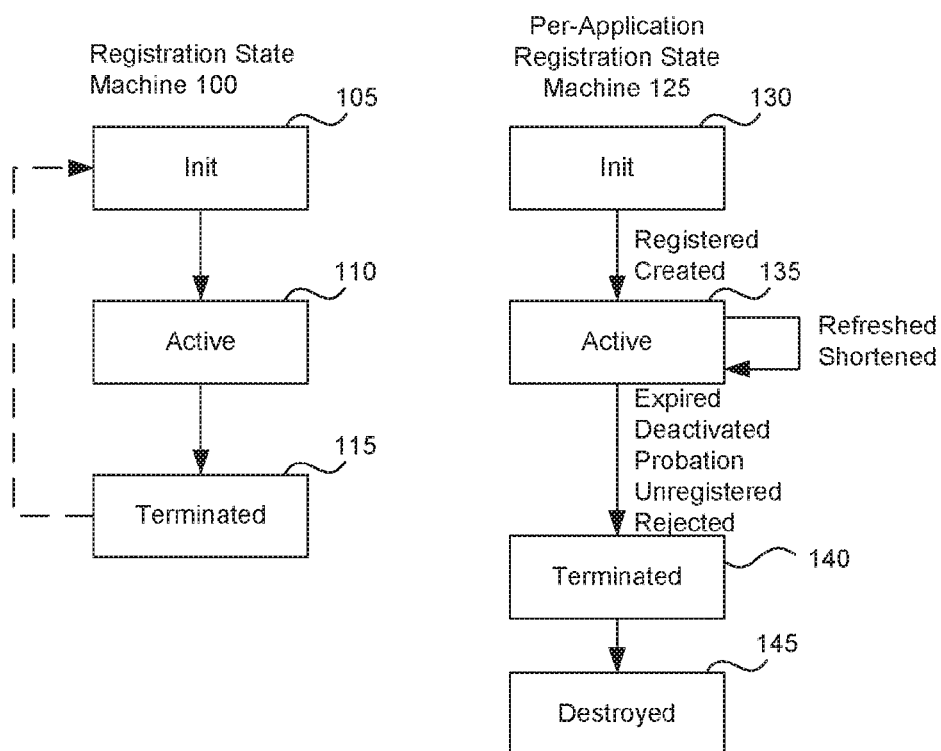 Registration State
Machine 100
105
Init
110
Active
115
Terminated
Per-Application
Registration State
Machine 125
130
Init
Registered
Created
135
Active
Refreshed
Shortened
Expired
Deactivated
Probation
Unregistered
Rejected
Terminated
140
145
Destroyed